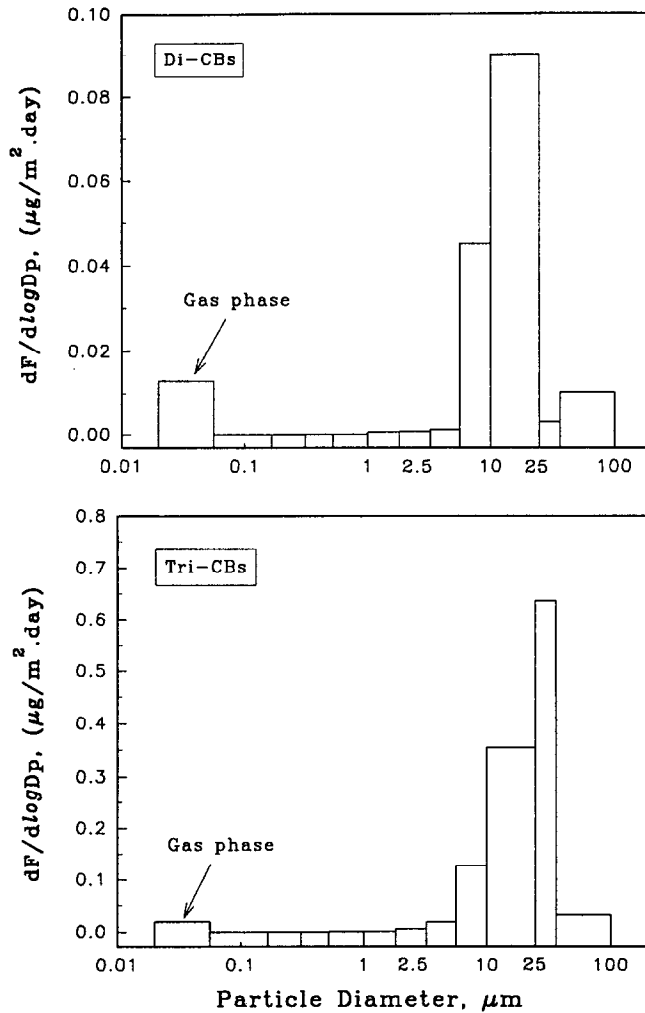 0.10
Di-CBs
0.08
0.06
0.04
Gas phase
0.02
0.00
dF/dlogDp, (μg/m².day)
0.01 0.1 1 2.5 10 25 100
0.8
Tri-CBs
0.7
0.6
0.5
0.4
0.3
0.2
Gas phase
0.1
0.0
dF/dlogDp, (μg/m².day)
0.01 0.1 1 2.5 10 25 100
Particle Diameter, μm